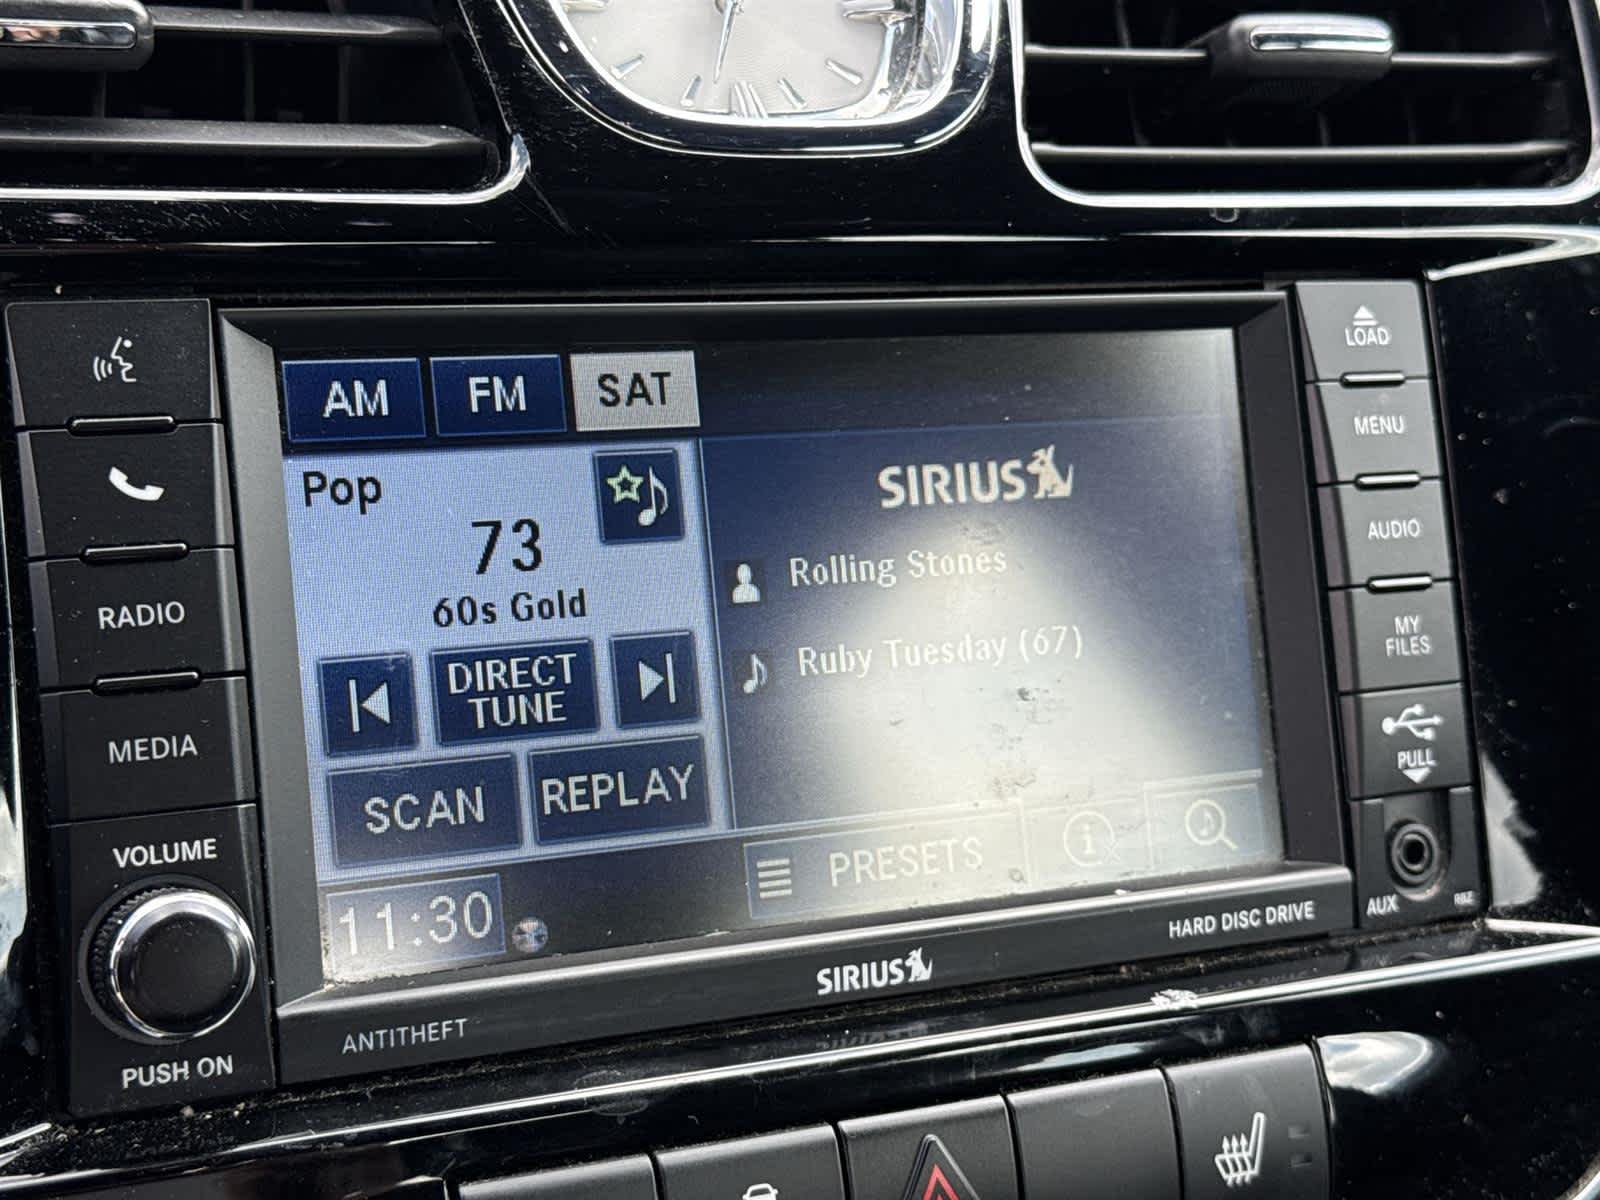 LOAD
MENU
AUDIO
MY
FILES
PULL
AUX
RADIO
MEDIA
VOLUME
PUSH ON
AM FM SAT
Pop
73
60s Gold
DIRECT
TUNE
SCAN REPLAY
11:30
SIRIUS
Rolling Stones
Ruby Tuesday (67)
PRESETS
SIRIUS
HARD DISC DRIVE
ANTITHEFT